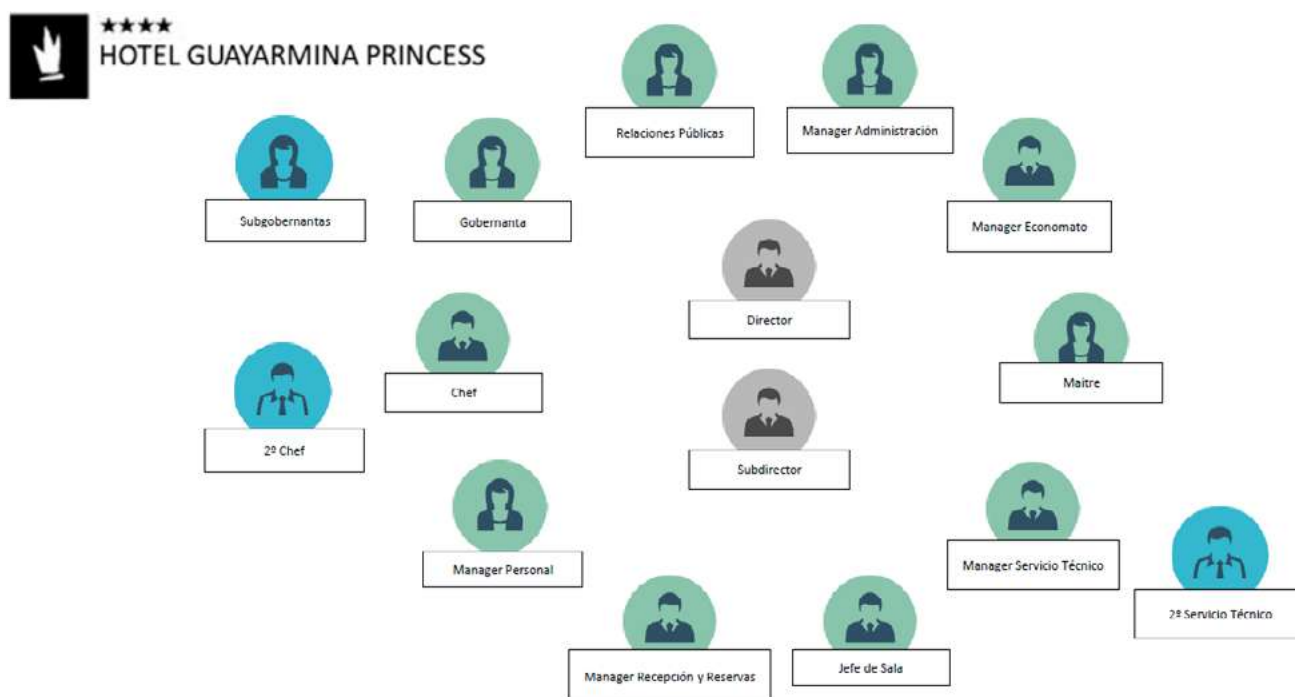 ★★★★
HOTEL GUAYARMINA PRINCESS
Relaciones Públicas
Manager Administración
Subgobernantas
Gobernanta
Manager Economato
Director
Chef
Maitre
2º Chef
Subdirector
Manager Personal
Manager Servicio Técnico
2º Servicio Técnico
Manager Recepción y Reservas
Jefe de Sala